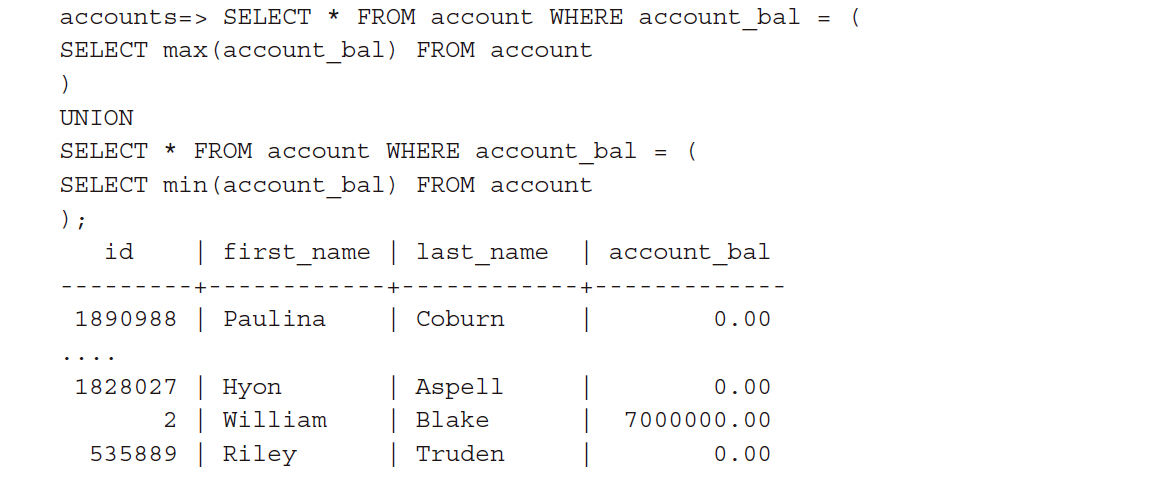 accounts=> SELECT * FROM account WHERE account_bal = (
SELECT max(account_bal) FROM account
)
UNION
SELECT * FROM account WHERE account_bal = (
SELECT min(account_bal) FROM account
);
   id    | first_name | last_name  | account_bal
---------+------------+------------+-------------
 1890988 | Paulina    | Coburn     |        0.00
....
 1828027 | Hyon       | Aspell     |        0.00
       2 | William    | Blake      |  7000000.00
  535889 | Riley      | Truden     |        0.00